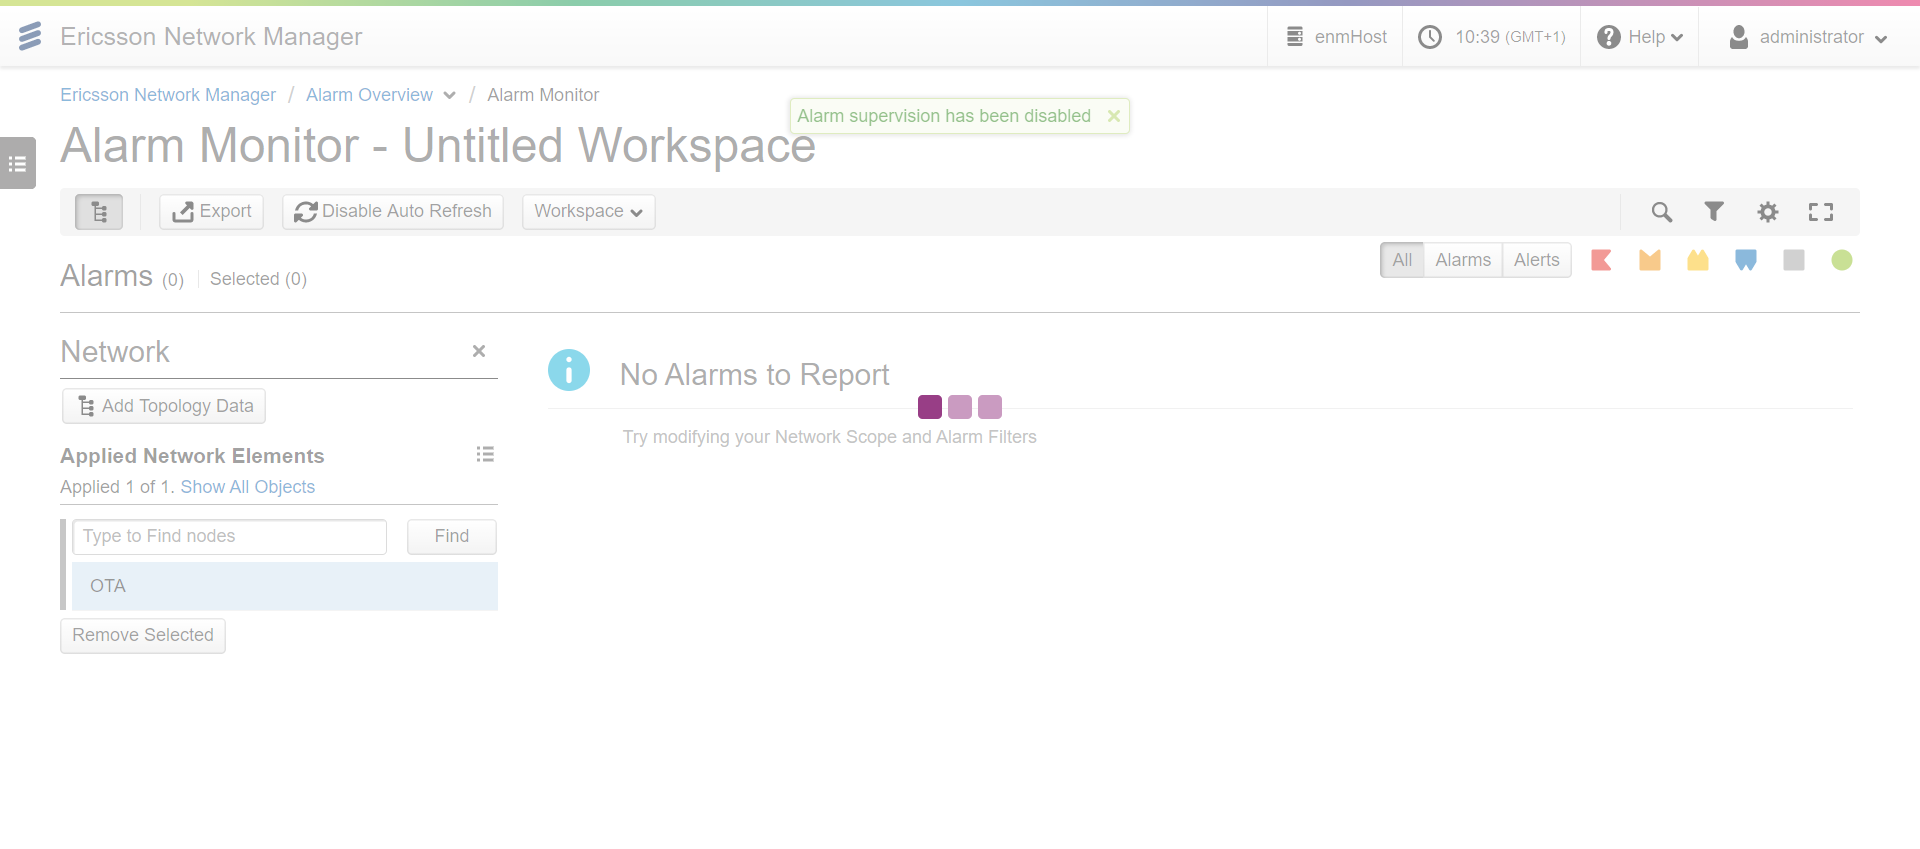 Ericsson Network Manager
enmHost
10:39 (GMT+1)
Help
administrator
Ericsson Network Manager / Alarm Overview / Alarm Monitor
Alarm supervision has been disabled
Alarm Monitor - Untitled Workspace
Export
Disable Auto Refresh
Workspace
Alarms (0)
Selected (0)
All
Alarms
Alerts
Network
Add Topology Data
Applied Network Elements
Applied 1 of 1. Show All Objects
Type to Find nodes
Find
OTA
Remove Selected
No Alarms to Report
Try modifying your Network Scope and Alarm Filters